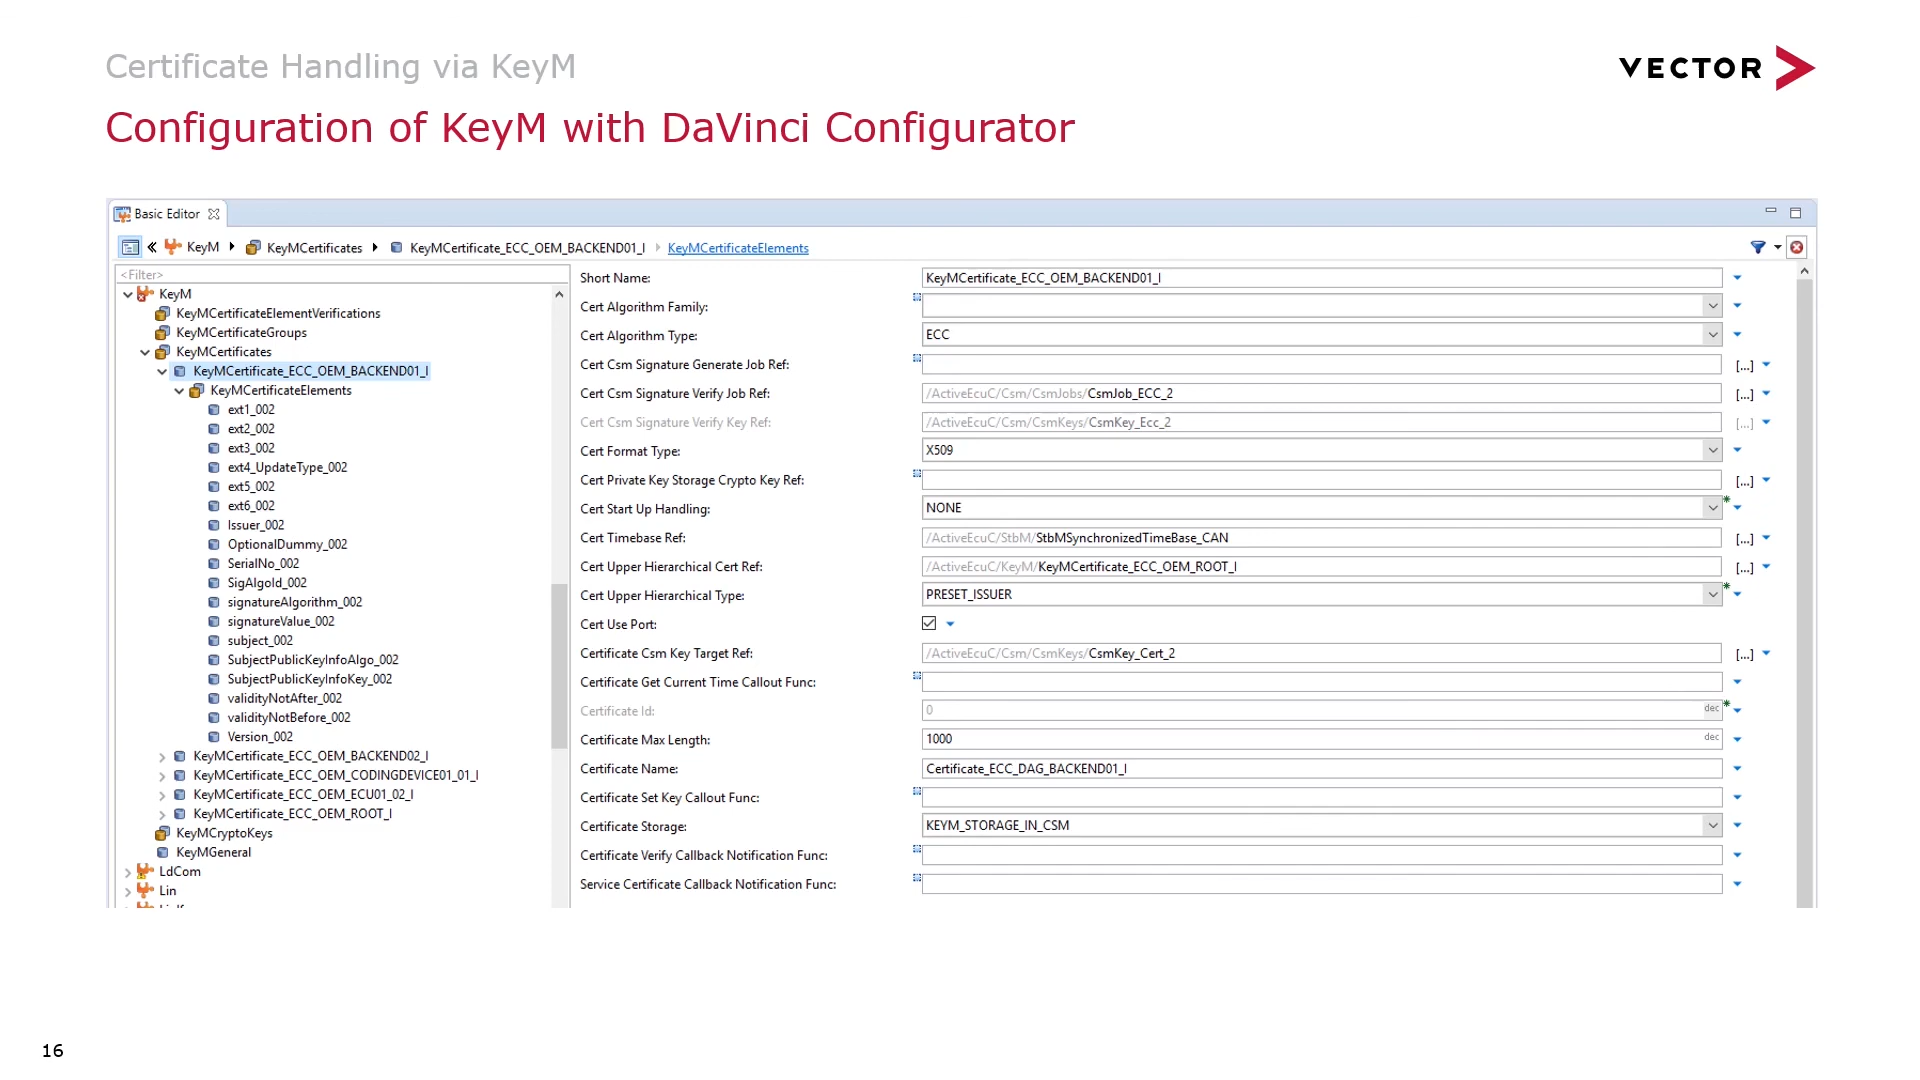 Certificate Handling via KeyM
VECTOR
Configuration of KeyM with DaVinci Configurator
Basic Editor
KeyM
KeyMCertificates
KeyMCertificate_ECC_OEM_BACKEND01_I
KeyMCertificateElements
<Filter>
KeyM
KeyMCertificateElementVerifications
KeyMCertificateGroups
KeyMCertificates
KeyMCertificate_ECC_OEM_BACKEND01_I
KeyMCertificateElements
ext1_002
ext2_002
ext3_002
ext4_UpdateType_002
ext5_002
ext6_002
Issuer_002
OptionalDummy_002
SerialNo_002
SigAlgoId_002
signatureAlgorithm_002
signatureValue_002
subject_002
SubjectPublicKeyInfoAlgo_002
SubjectPublicKeyInfoKey_002
validityNotAfter_002
validityNotBefore_002
Version_002
KeyMCertificate_ECC_OEM_BACKEND02_I
KeyMCertificate_ECC_OEM_CODINGDEVICE01_01_I
KeyMCertificate_ECC_OEM_ECU01_02_I
KeyMCertificate_ECC_OEM_ROOT_I
KeyMCryptoKeys
KeyMGeneral
LdCom
Lin
Short Name: KeyMCertificate_ECC_OEM_BACKEND01_I
Cert Algorithm Family:
Cert Algorithm Type: ECC
Cert Csm Signature Generate Job Ref: [...]
Cert Csm Signature Verify Job Ref: /ActiveEcuC/Csm/CsmJobs/CsmJob_ECC_2 [...]
Cert Csm Signature Verify Key Ref: /ActiveEcuC/Csm/CsmKeys/CsmKey_Ecc_2 [...]
Cert Format Type: X509
Cert Private Key Storage Crypto Key Ref: [...]
Cert Start Up Handling: NONE
Cert Timebase Ref: /ActiveEcuC/StbM/StbMSynchronizedTimeBase_CAN [...]
Cert Upper Hierarchical Cert Ref: /ActiveEcuC/KeyM/KeyMCertificate_ECC_OEM_ROOT_I [...]
Cert Upper Hierarchical Type: PRESET_ISSUER
Cert Use Port:
Certificate Csm Key Target Ref: /ActiveEcuC/Csm/CsmKeys/CsmKey_Cert_2 [...]
Certificate Get Current Time Callout Func:
Certificate Id: 0 dec
Certificate Max Length: 1000 dec
Certificate Name: Certificate_ECC_DAG_BACKEND01_I
Certificate Set Key Callout Func:
Certificate Storage: KEYM_STORAGE_IN_CSM
Certificate Verify Callback Notification Func:
Service Certificate Callback Notification Func:
16